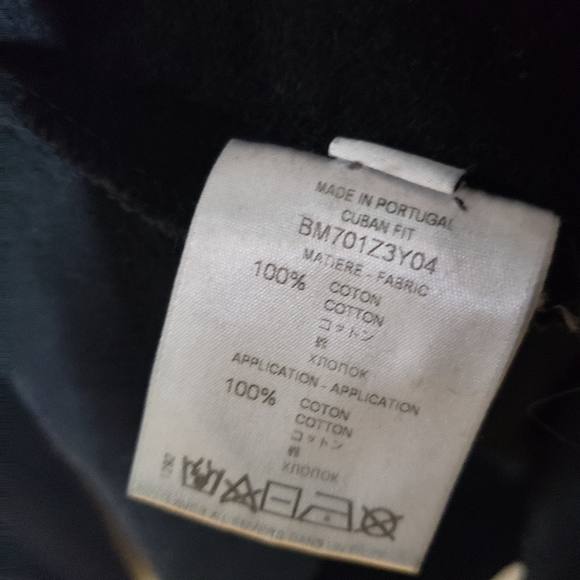 MADE IN PORTUGAL
CUBAN FIT
BM701Z3Y04
MATIERE - FABRIC
100% COTON
COTTON
コットン
棉
ХЛОПОК
APPLICATION - APPLICATION
100% COTON
COTTON
コットン
棉
ХЛОПОК